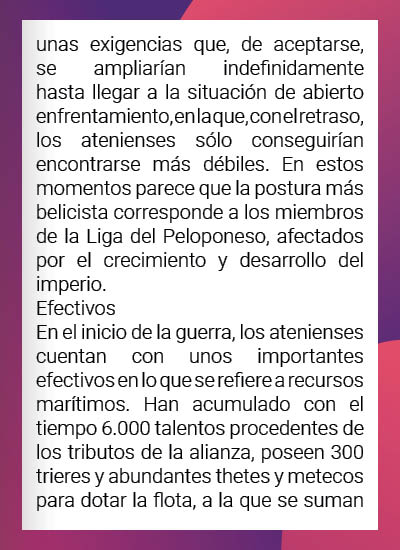 unas exigencias que, de aceptarse,
se ampliarían indefinidamente
hasta llegar a la situación de abierto
enfrentamiento, en la que, con el retraso,
los atenienses sólo conseguirían
encontrarse más débiles. En estos
momentos parece que la postura más
belicista corresponde a los miembros
de la Liga del Peloponeso, afectados
por el crecimiento y desarrollo del
imperio.
Efectivos
En el inicio de la guerra, los atenienses
cuentan con unos importantes
efectivos en lo que se refiere a recursos
marítimos. Han acumulado con el
tiempo 6.000 talentos procedentes de
los tributos de la alianza, poseen 300
trieres y abundantes thetes y metecos
para dotar la flota, a la que se suman